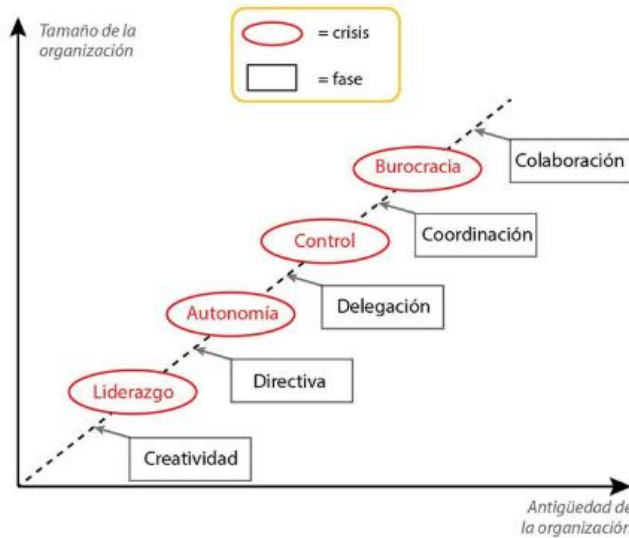 Tamaño de la
organización
= crisis
= fase
Burocracia
Colaboración
Control
Coordinación
Autonomía
Delegación
Liderazgo
Directiva
Creatividad
Antigüedad de
la organización